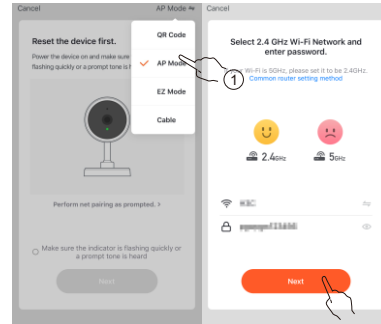 Cancel
AP Mode
Reset the device first.
Power the device on and make sure
flashing quickly or a prompt tone is
QR Code
AP Mode
EZ Mode
Cable
Perform net pairing as prompted. >
Make sure the indicator is flashing quickly or
a prompt tone is heard
Next
1
Cancel
Select 2.4 GHz Wi-Fi Network and
enter password.
Wi-Fi is 5GHz, please set it to be 2.4GHz.
Common router setting method
2.4GHz
5GHz
Next